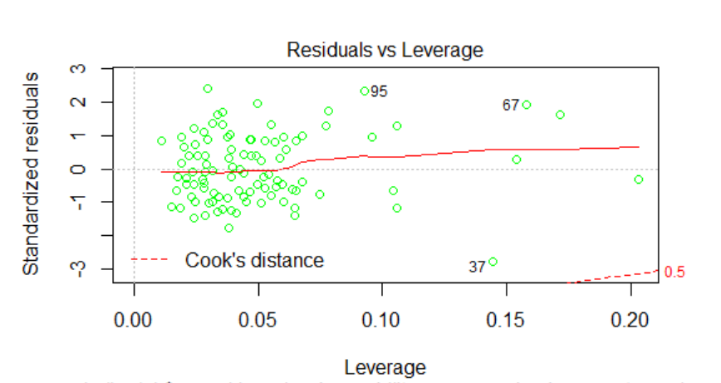 Residuals vs Leverage
Standardized residuals
3
2
1
0
-1
-3
95
67
37
Cook's distance
0.5
0.00 0.05 0.10 0.15 0.20
Leverage